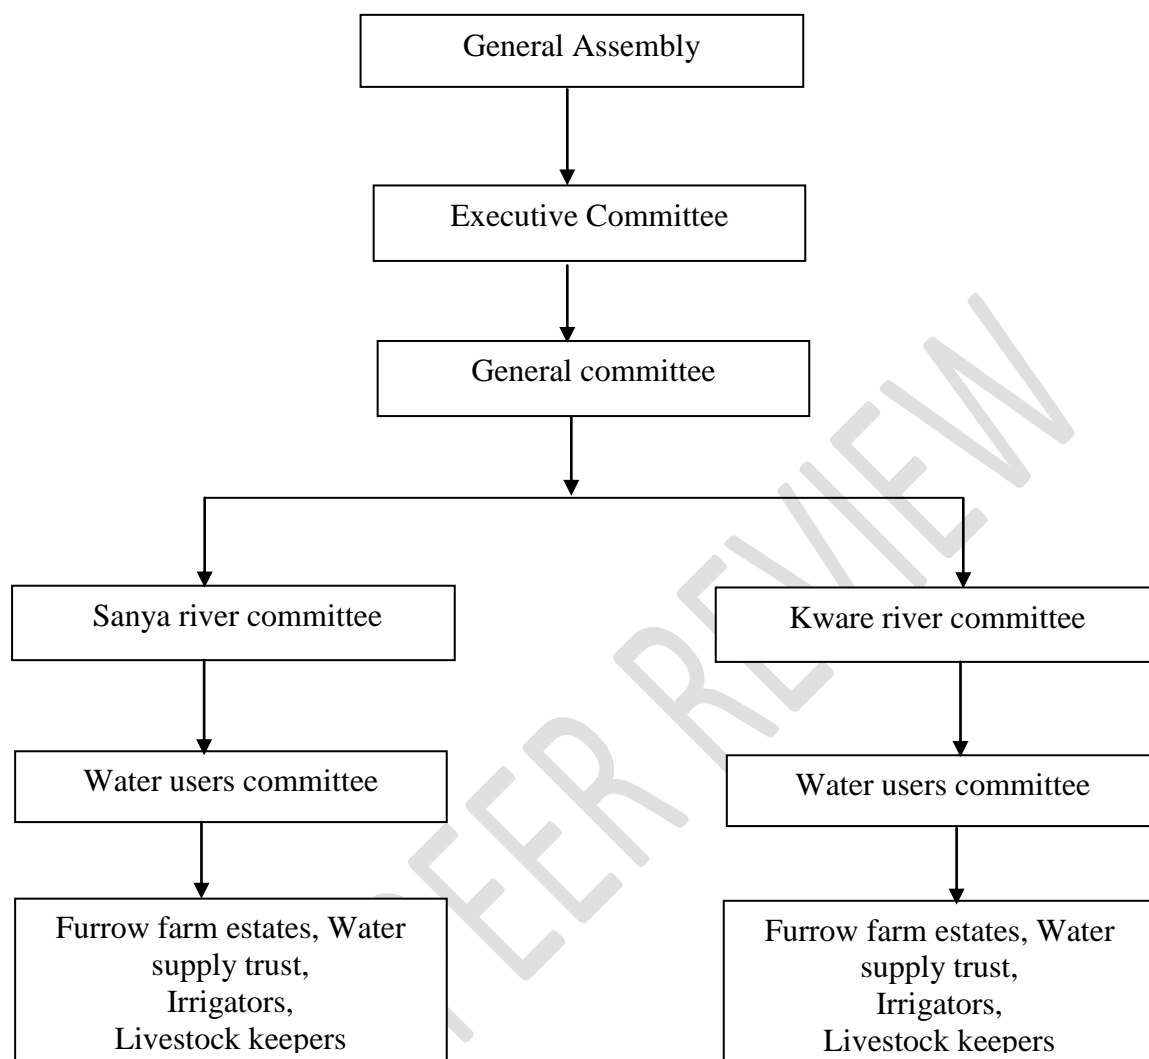 General Assembly
Executive Committee
General committee
Sanya river committee
Kware river committee
Water users committee
Water users committee
Furrow farm estates, Water
supply trust,
Irrigators,
Livestock keepers
Furrow farm estates, Water
supply trust,
Irrigators,
Livestock keepers
PEER REVIEW